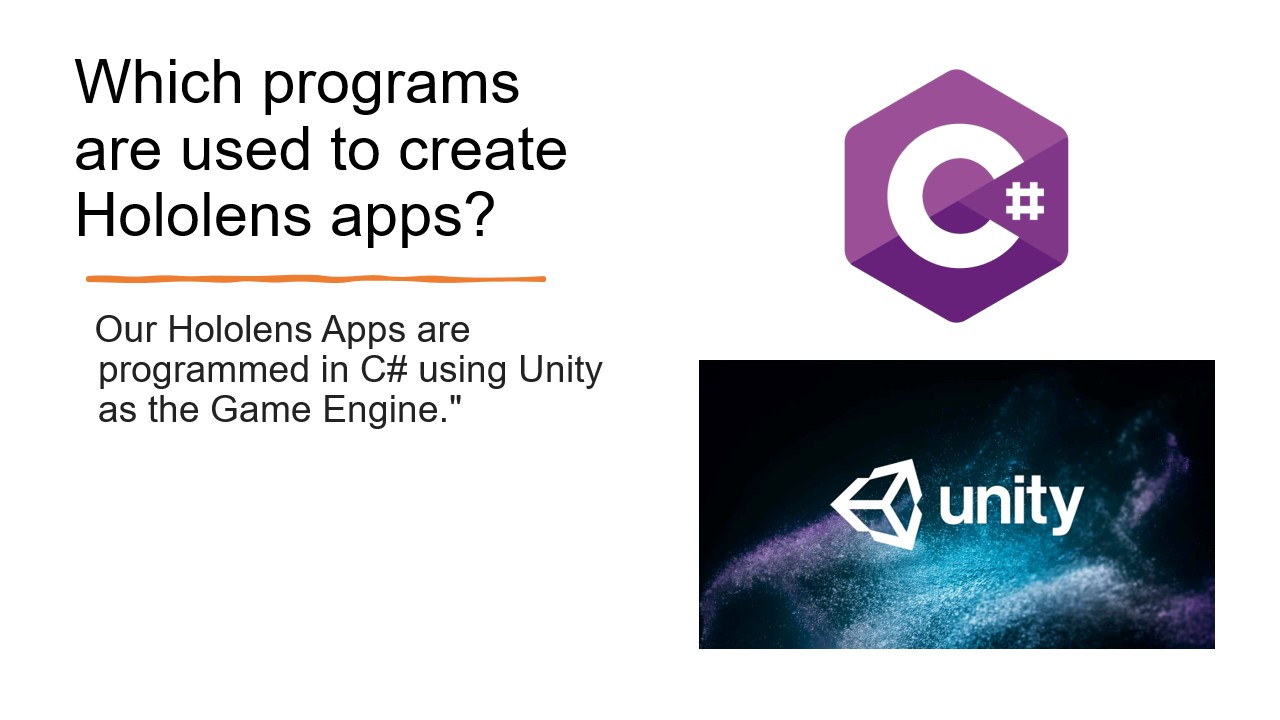 Which programs
are used to create
Hololens apps?
Our Hololens Apps are
programmed in C# using Unity
as the Game Engine."
C#
unity